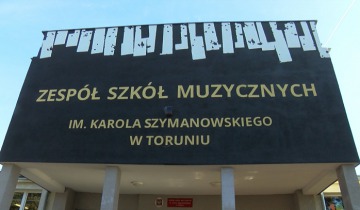 ZESPÓŁ SZKÓŁ MUZYCZNYCH
IM. KAROLA SZYMANOWSKIEGO
W TORUNIU